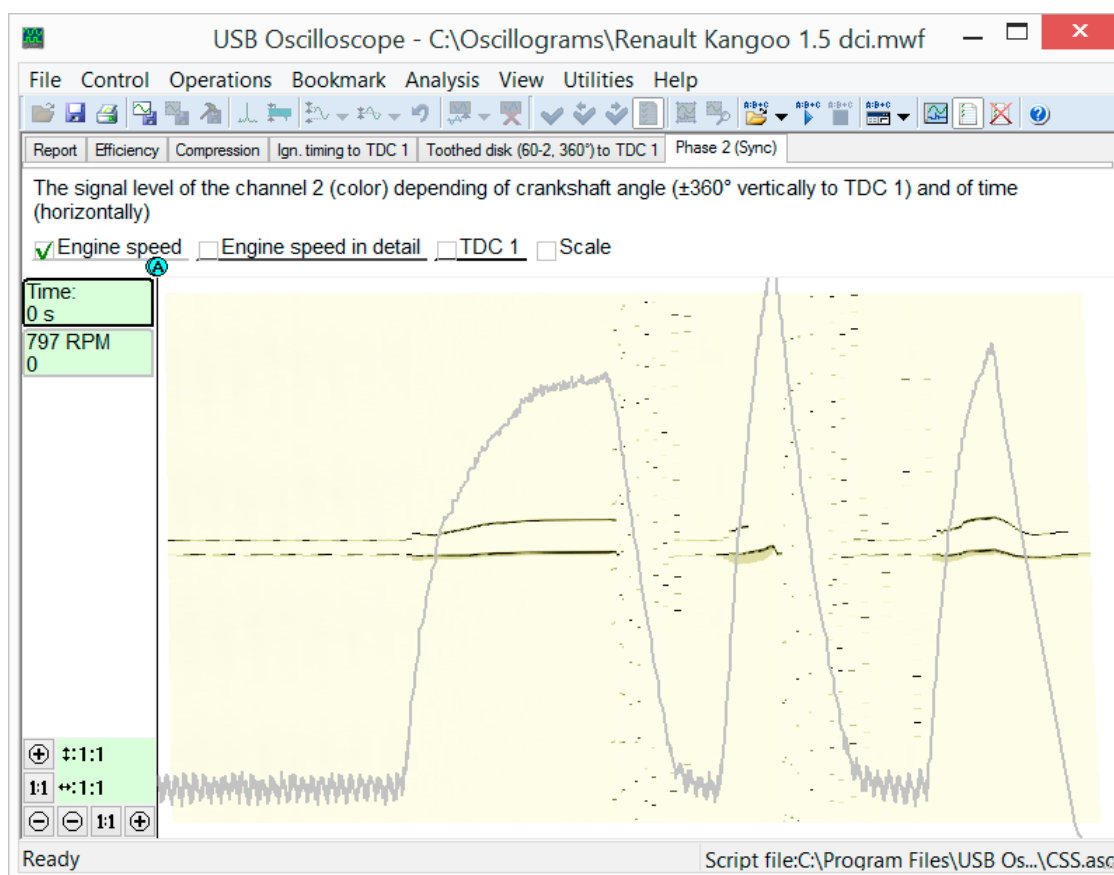 USB Oscilloscope - C:\Oscillograms\Renault Kangoo 1.5 dci.mwf
File Control Operations Bookmark Analysis View Utilities Help
A:B+C A:B+C A:B+C A:B+C
Report Efficiency Compression Ign. timing to TDC 1 Toothed disk (60-2, 360°) to TDC 1 Phase 2 (Sync)
The signal level of the channel 2 (color) depending of crankshaft angle (±360° vertically to TDC 1) and of time
(horizontally)
Engine speed Engine speed in detail TDC 1 Scale
A
Time:
0 s
797 RPM
0
1:1
1:1 1:1
1:1
Ready Script file:C:\Program Files\USB Os...\CSS.asc